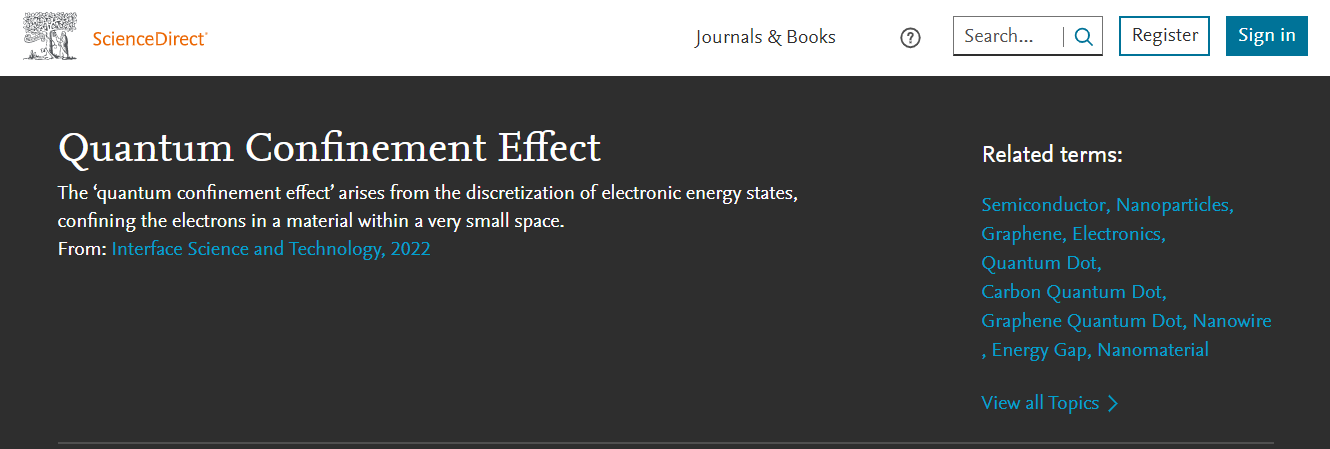 ScienceDirect®
Journals & Books
?
Search...
Register
Sign in
Quantum Confinement Effect
The ‘quantum confinement effect’ arises from the discretization of electronic energy states,
confining the electrons in a material within a very small space.
From: Interface Science and Technology, 2022
Related terms:
Semiconductor, Nanoparticles,
Graphene, Electronics,
Quantum Dot,
Carbon Quantum Dot,
Graphene Quantum Dot, Nanowire
, Energy Gap, Nanomaterial
View all Topics